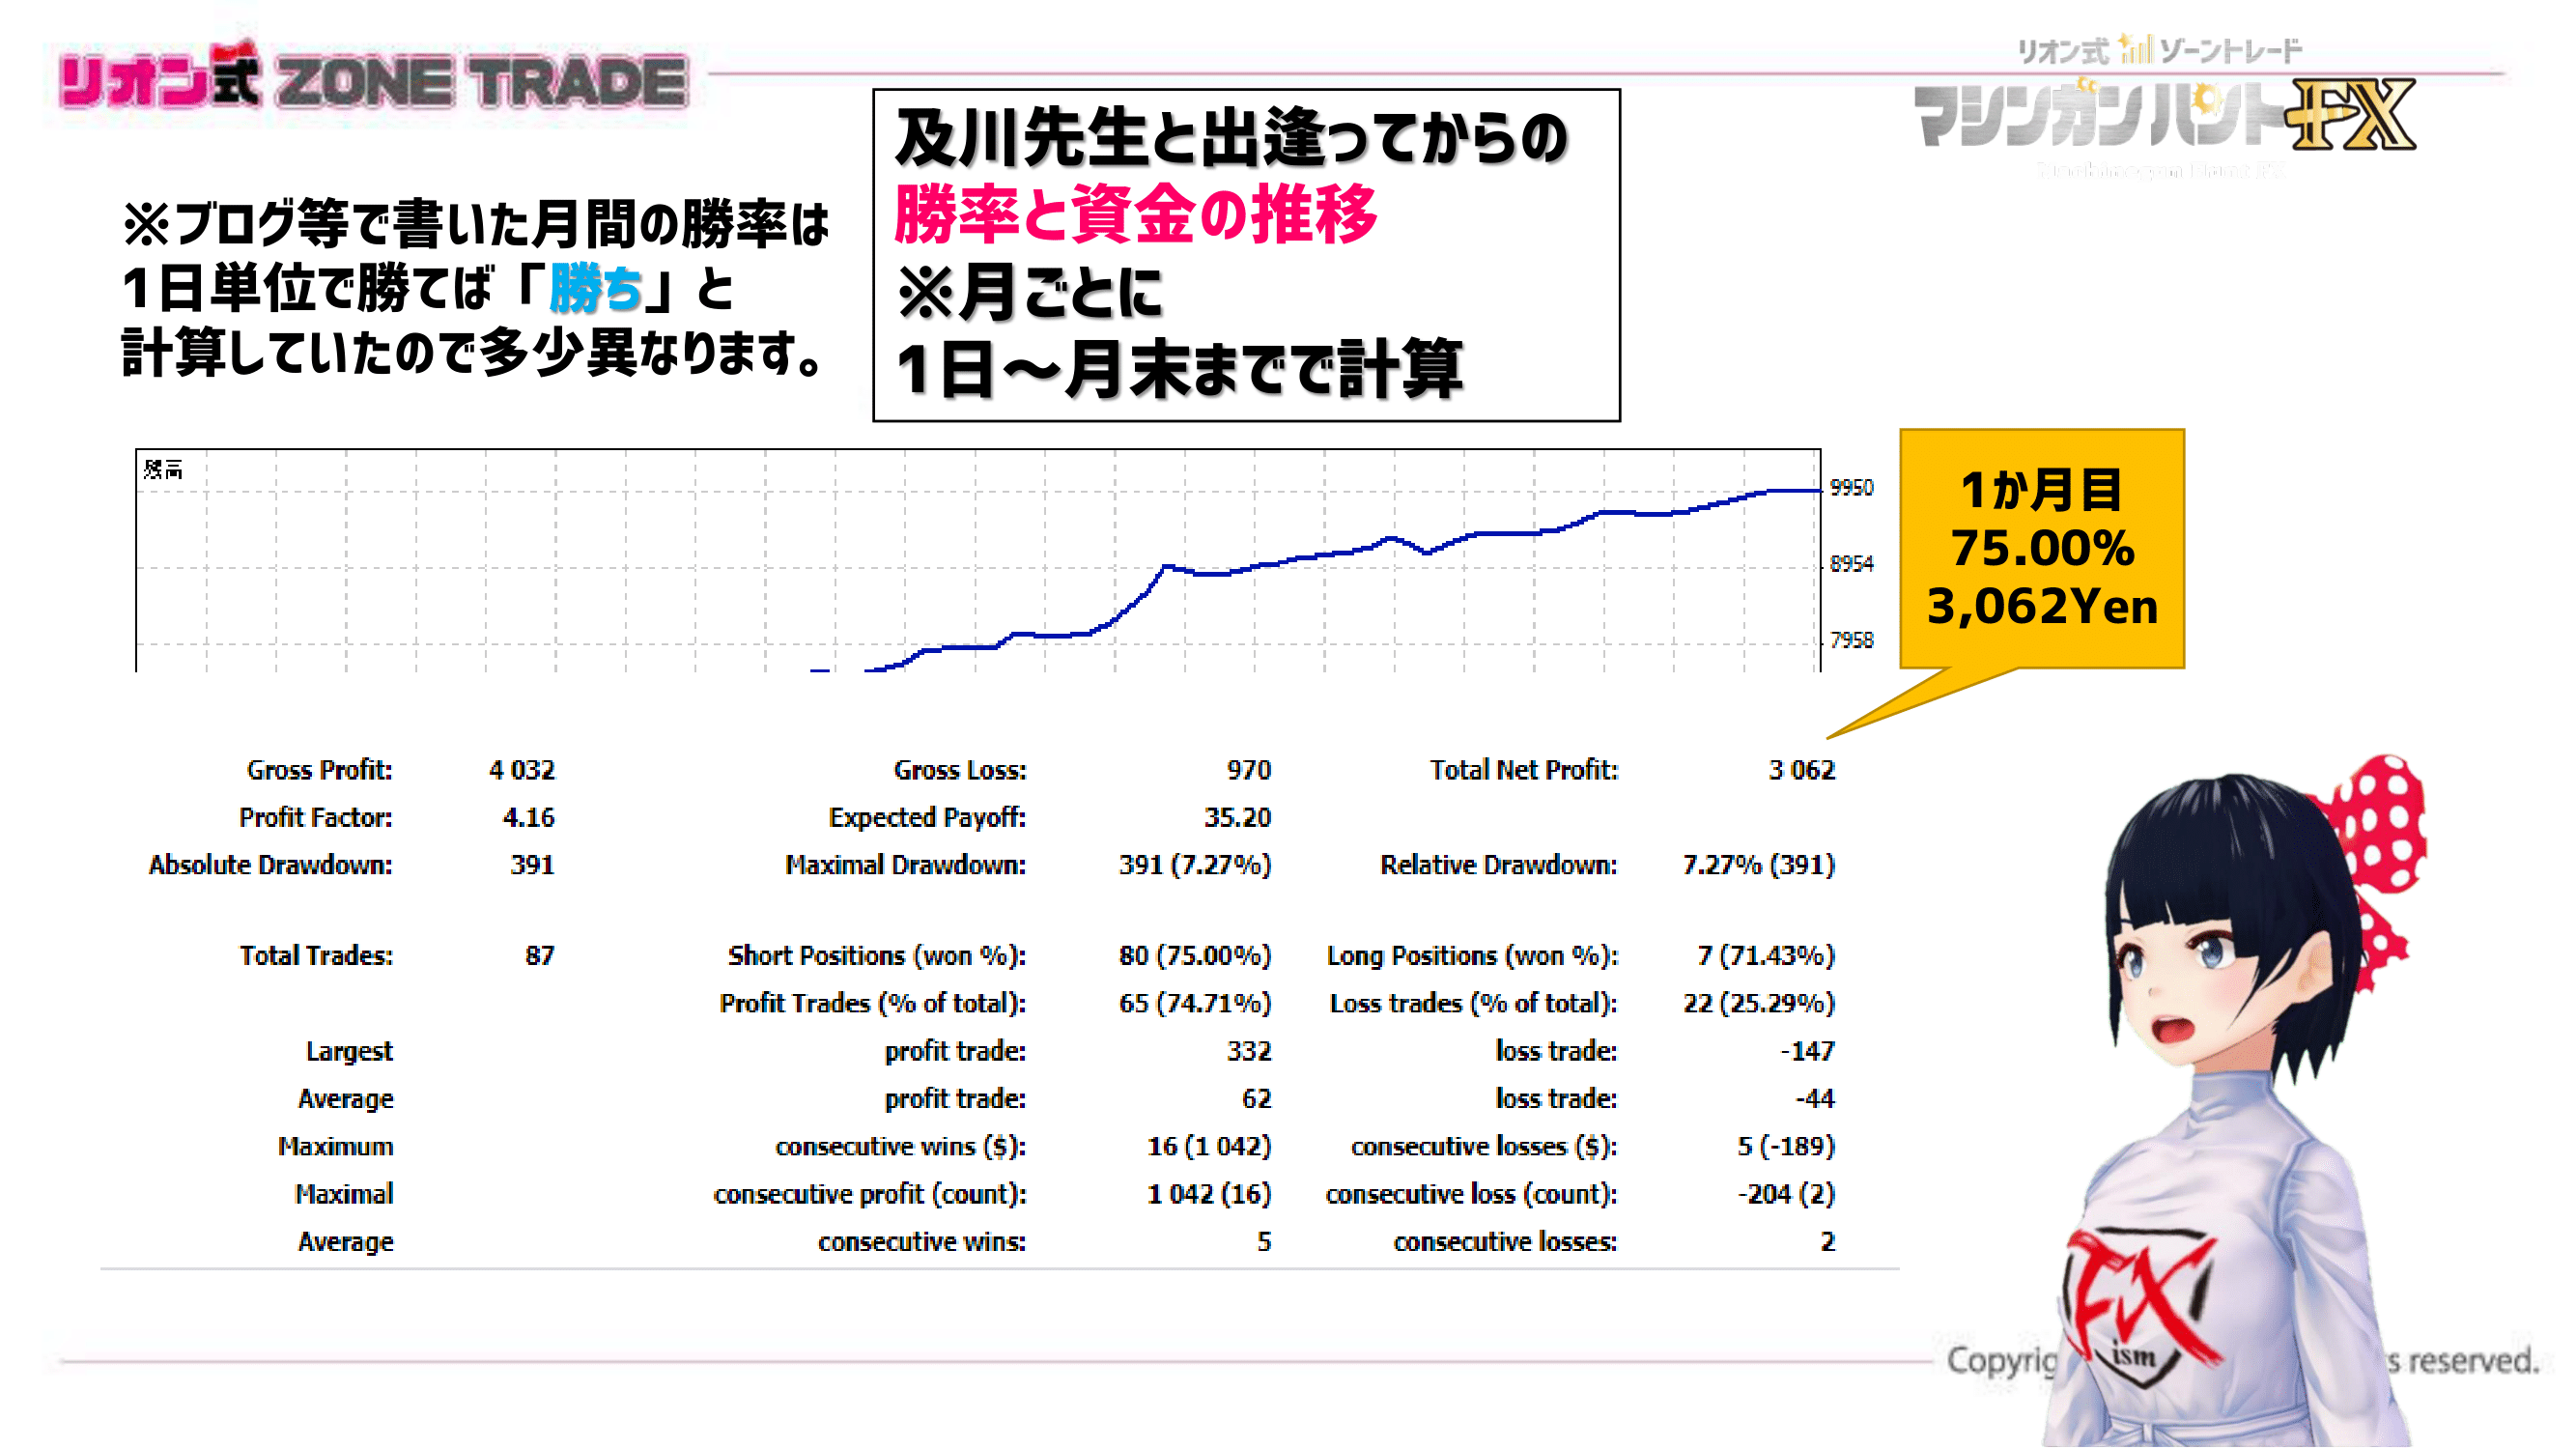 リオン式 ZONE TRADE
リオン式 ゾーントレード
マシンガンハントFX
※ブログ等で書いた月間の勝率は
1日単位で勝てば「勝ち」と
計算していたので多少異なります。
及川先生と出逢ってからの
勝率と資金の推移
※月ごとに
1日～月末までで計算
残高
9950
8954
7958
1か月目
75.00%
3,062Yen
Gross Profit: 4 032 Gross Loss: 970 Total Net Profit: 3 062
Profit Factor: 4.16 Expected Payoff: 35.20
Absolute Drawdown: 391 Maximal Drawdown: 391 (7.27%) Relative Drawdown: 7.27% (391)
Total Trades: 87 Short Positions (won %): 80 (75.00%) Long Positions (won %): 7 (71.43%)
Profit Trades (% of total): 65 (74.71%) Loss trades (% of total): 22 (25.29%)
Largest profit trade: 332 loss trade: -147
Average profit trade: 62 loss trade: -44
Maximum consecutive wins ($): 16 (1 042) consecutive losses ($): 5 (-189)
Maximal consecutive profit (count): 1 042 (16) consecutive loss (count): -204 (2)
Average consecutive wins: 5 consecutive losses: 2
FX
ism
Copyrig s reserved.